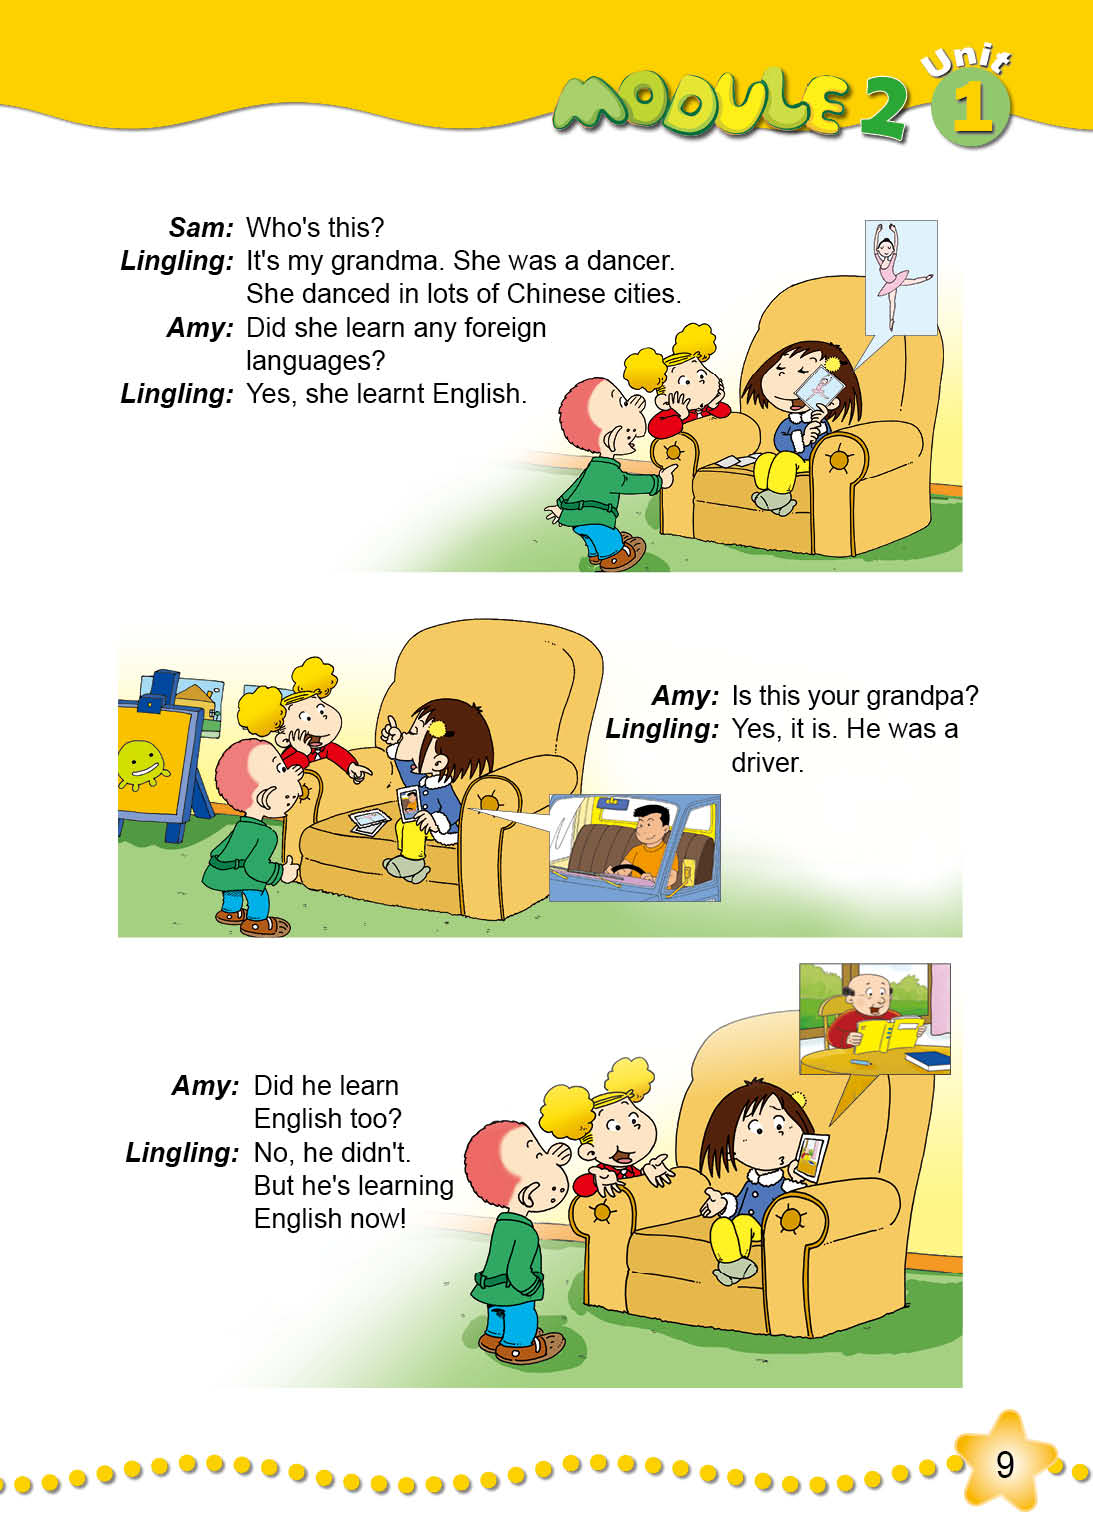 MODULE 2 Unit 1
Sam: Who's this?
Lingling: It's my grandma. She was a dancer.
She danced in lots of Chinese cities.
Amy: Did she learn any foreign
languages?
Lingling: Yes, she learnt English.
Amy: Is this your grandpa?
Lingling: Yes, it is. He was a
driver.
Amy: Did he learn
English too?
Lingling: No, he didn't.
But he's learning
English now!
9